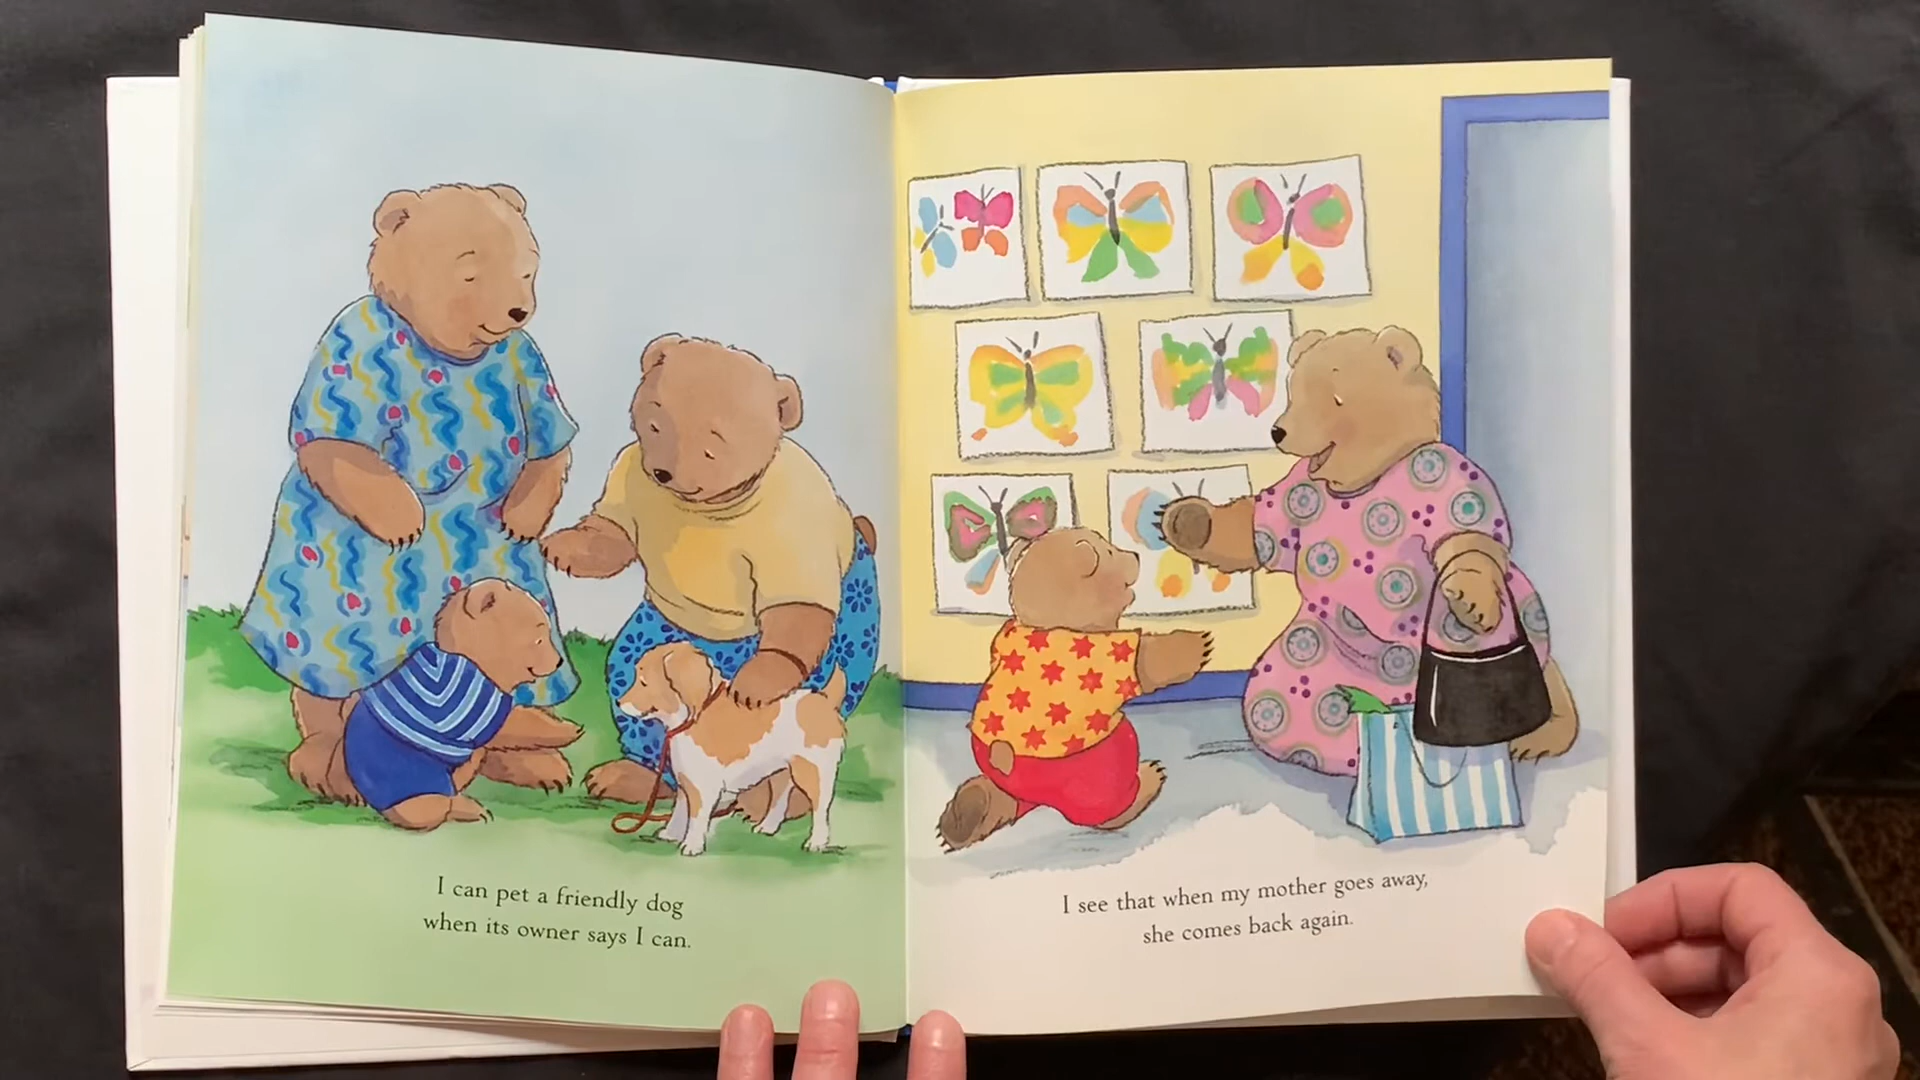 I can pet a friendly dog
when its owner says I can.
I see that when my mother goes away,
she comes back again.